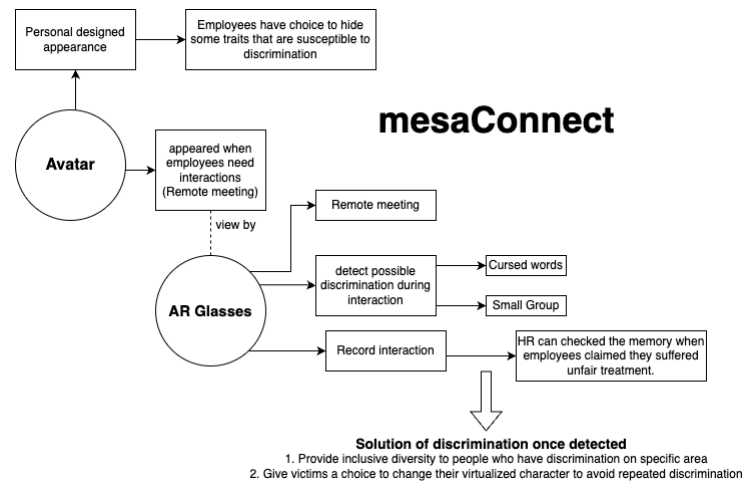 Personal designed
appearance
Employees have choice to hide
some traits that are susceptible to
discrimination
mesaConnect
Avatar
appeared when
employees need
interactions
(Remote meeting)
view by
Remote meeting
AR Glasses
detect possible
discrimination during
interaction
Cursed words
Small Group
Record interaction
HR can checked the memory when
employees claimed they suffered
unfair treatment.
Solution of discrimination once detected
1. Provide inclusive diversity to people who have discrimination on specific area
2. Give victims a choice to change their virtualized character to avoid repeated discrimination